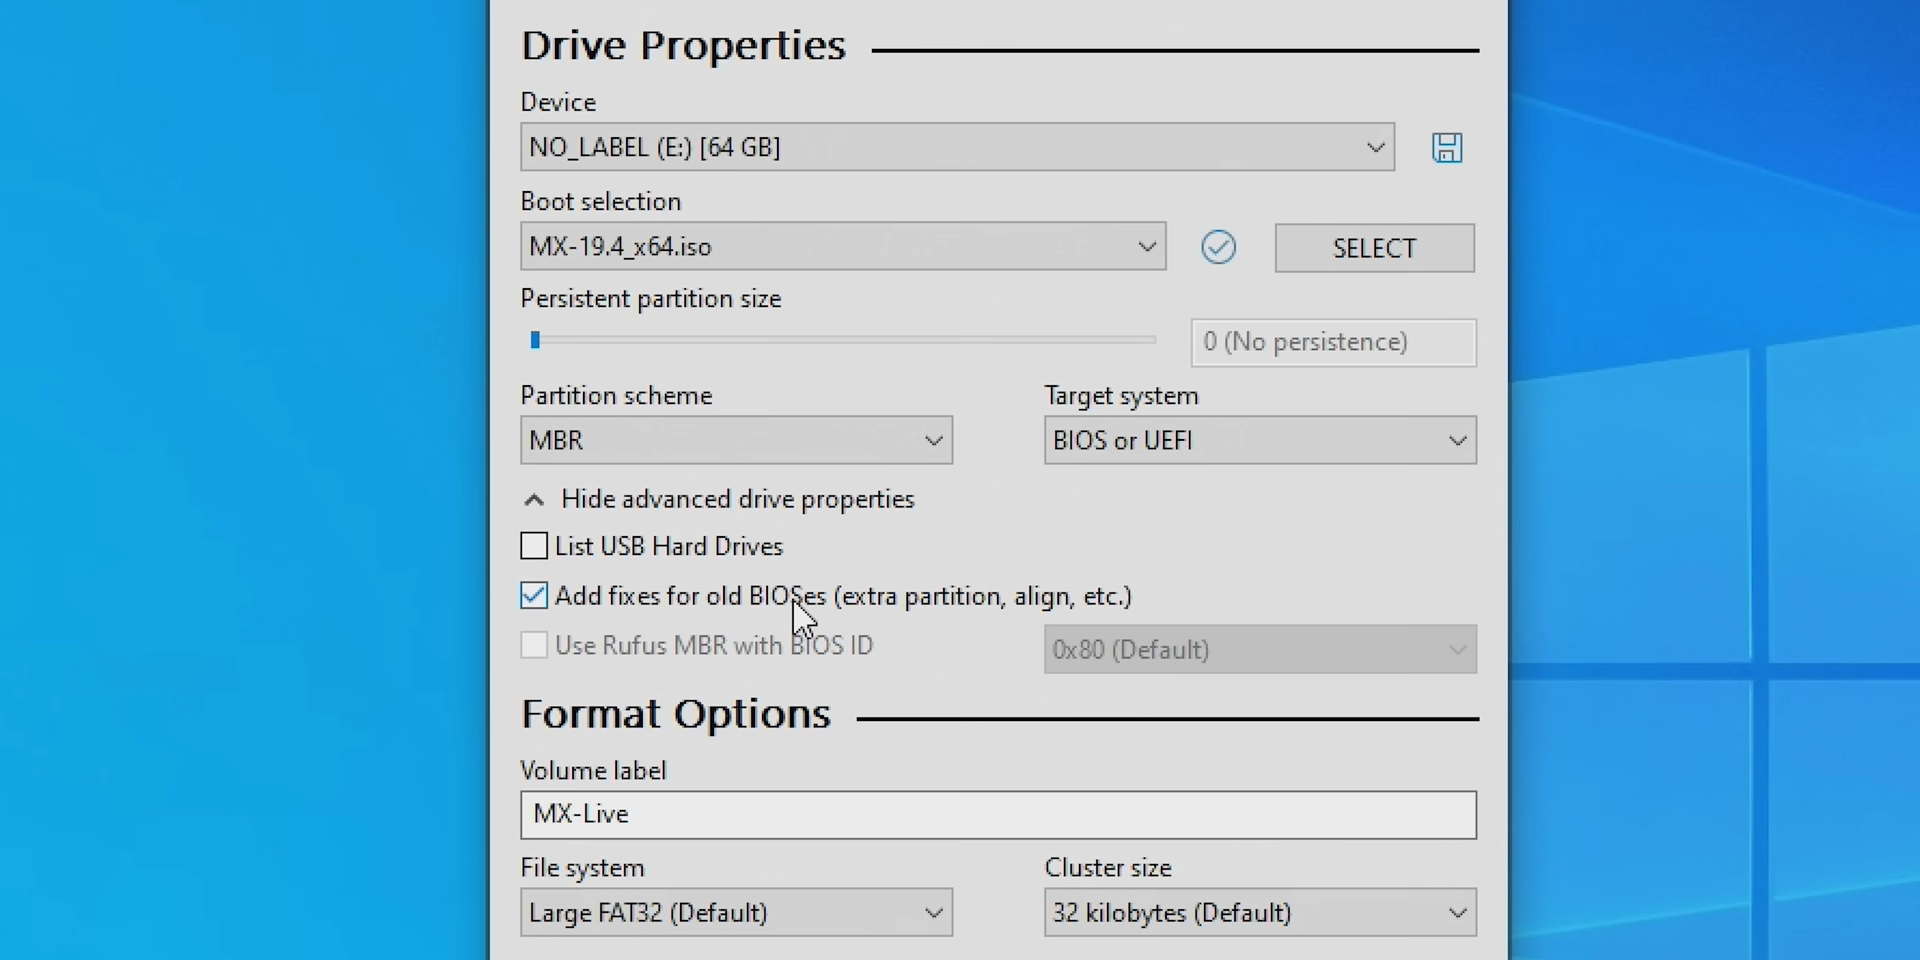 Drive Properties
Device
NO_LABEL (E:) [64 GB]
Boot selection
MX-19.4_x64.iso
SELECT
Persistent partition size
0 (No persistence)
Partition scheme
Target system
MBR
BIOS or UEFI
Hide advanced drive properties
List USB Hard Drives
Add fixes for old BIOSes (extra partition, align, etc.)
Use Rufus MBR with BIOS ID
0x80 (Default)
Format Options
Volume label
MX-Live
File system
Cluster size
Large FAT32 (Default)
32 kilobytes (Default)